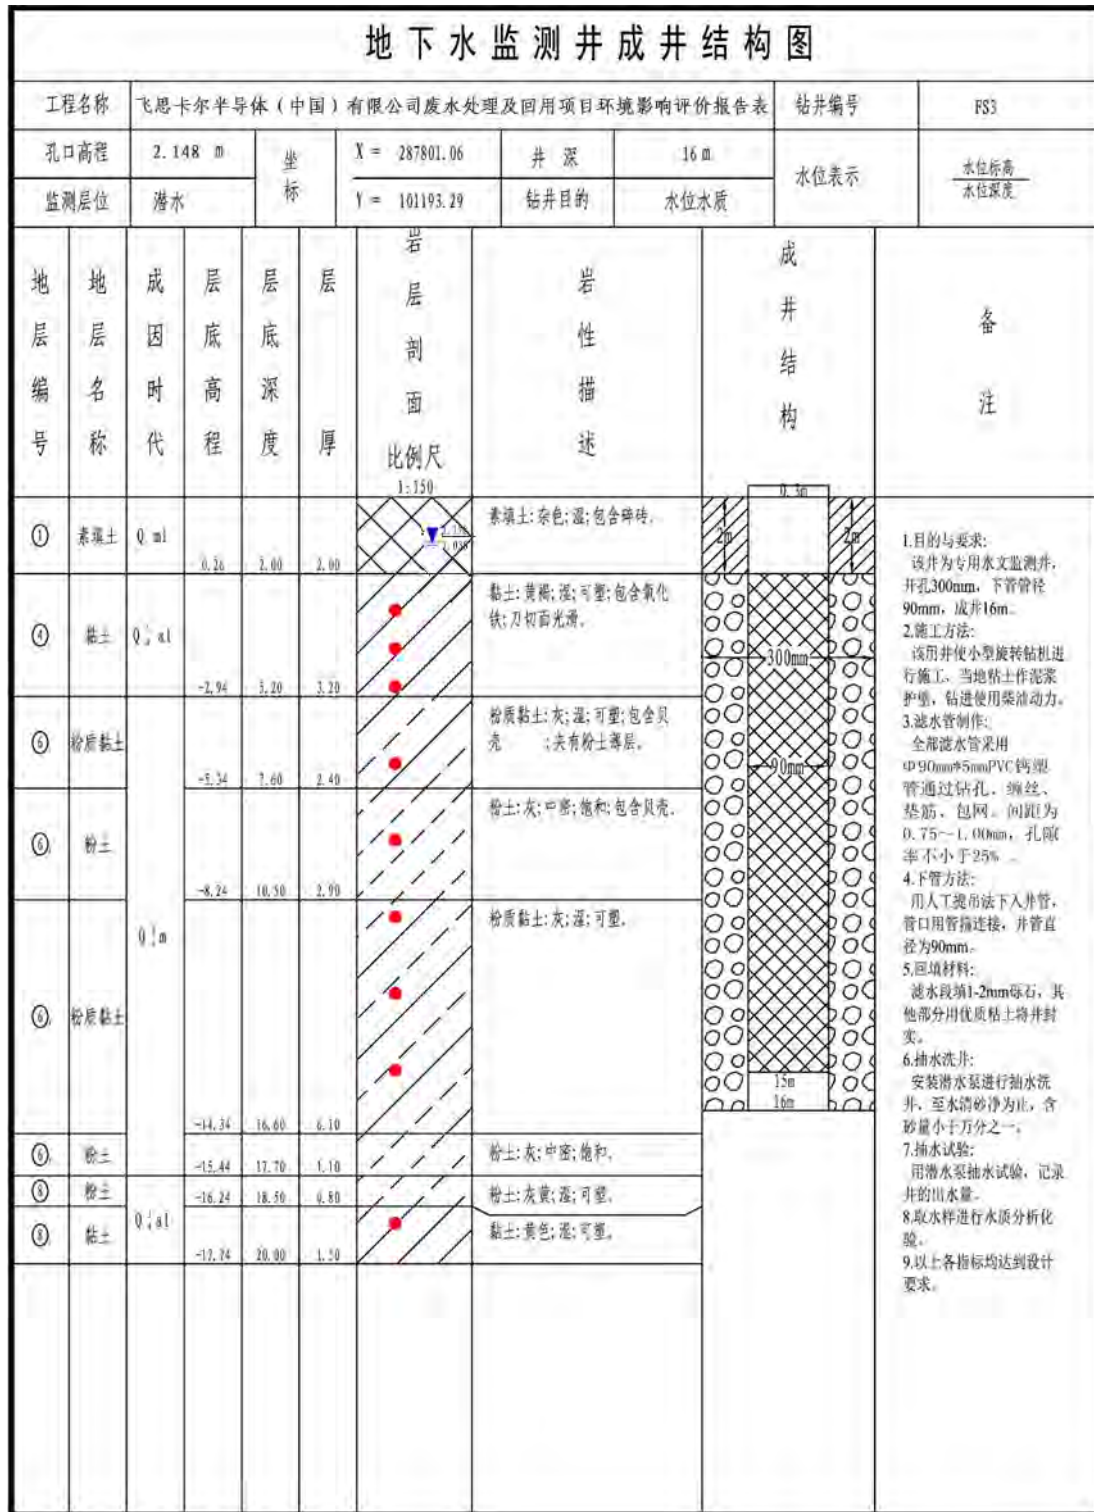 地下水监测井成井结构图
工程名称 飞思卡尔半导体（中国）有限公司废水处理及回用项目环境影响评价报告表 钻井编号 FS3
孔口高程 2.148 m 坐标 X = 287801.06 井深 16 m 水位表示 水位标高
水位深度
监测层位 潜水 Y = 101193.29 钻井目的 水位水质
地层编号 地层名称 成因时代 层底高程 层底深度 层厚 岩层剖面 岩性描述 成井结构 备注
比例尺
1:150
0.3m
① 素填土 Q ml 2.00 2.00 素填土:杂色;湿;包含碎砖.
2m 2m
④ 黏土 al -2.94 5.20 3.20 黏土:黄褐;湿;可塑;包含氧化
铁;刀切面光滑.
300mm
⑥ 粉质黏土 -5.34 7.60 2.40 粉质黏土:灰;湿;可塑;包含贝
壳 ;夹有粉土薄层.
90mm
⑥ 粉土 -8.24 10.50 2.90 粉土:灰;中密;饱和;包含贝壳.
⑥ 粉质黏土 m -14.34 16.60 6.10 粉质黏土:灰;湿;可塑.
15m
16m
⑥ 粉土 -15.44 17.70 1.10 粉土:灰;中密;饱和.
⑧ 粉土 -16.24 18.50 0.80 粉土:灰黄;湿;可塑.
⑧ 黏土 al 20.00 1.50 黏土:黄色;湿;可塑.
1.目的与要求:
该井为专用水文监测井，
开孔300mm，下管管径
90mm，成井16m。
2.施工方法:
该钻井使小型旋转钻机进
行施工，当地粘土作泥浆
护壁，钻进使用柴油动力。
3.滤水管制作:
全部滤水管采用
Φ90mm*5mmPVC钙塑
管通过钻孔、缠丝、
垫筋、包网。间距为
0.75~1.00mm，孔隙
率不小于25%。
4.下管方法:
用人工提吊法下入井管，
管口用管箍连接，井管直
径为90mm。
5.回填材料:
滤水段填1-2mm砾石，其
他部分用优质粘土将井封
实。
6.抽水洗井:
安装潜水泵进行抽水洗
井，至水清砂净为止，含
砂量小于万分之一。
7.抽水试验:
用潜水泵抽水试验，记录
井的出水量。
8.取水样进行水质分析化
验。
9.以上各指标均达到设计
要求。